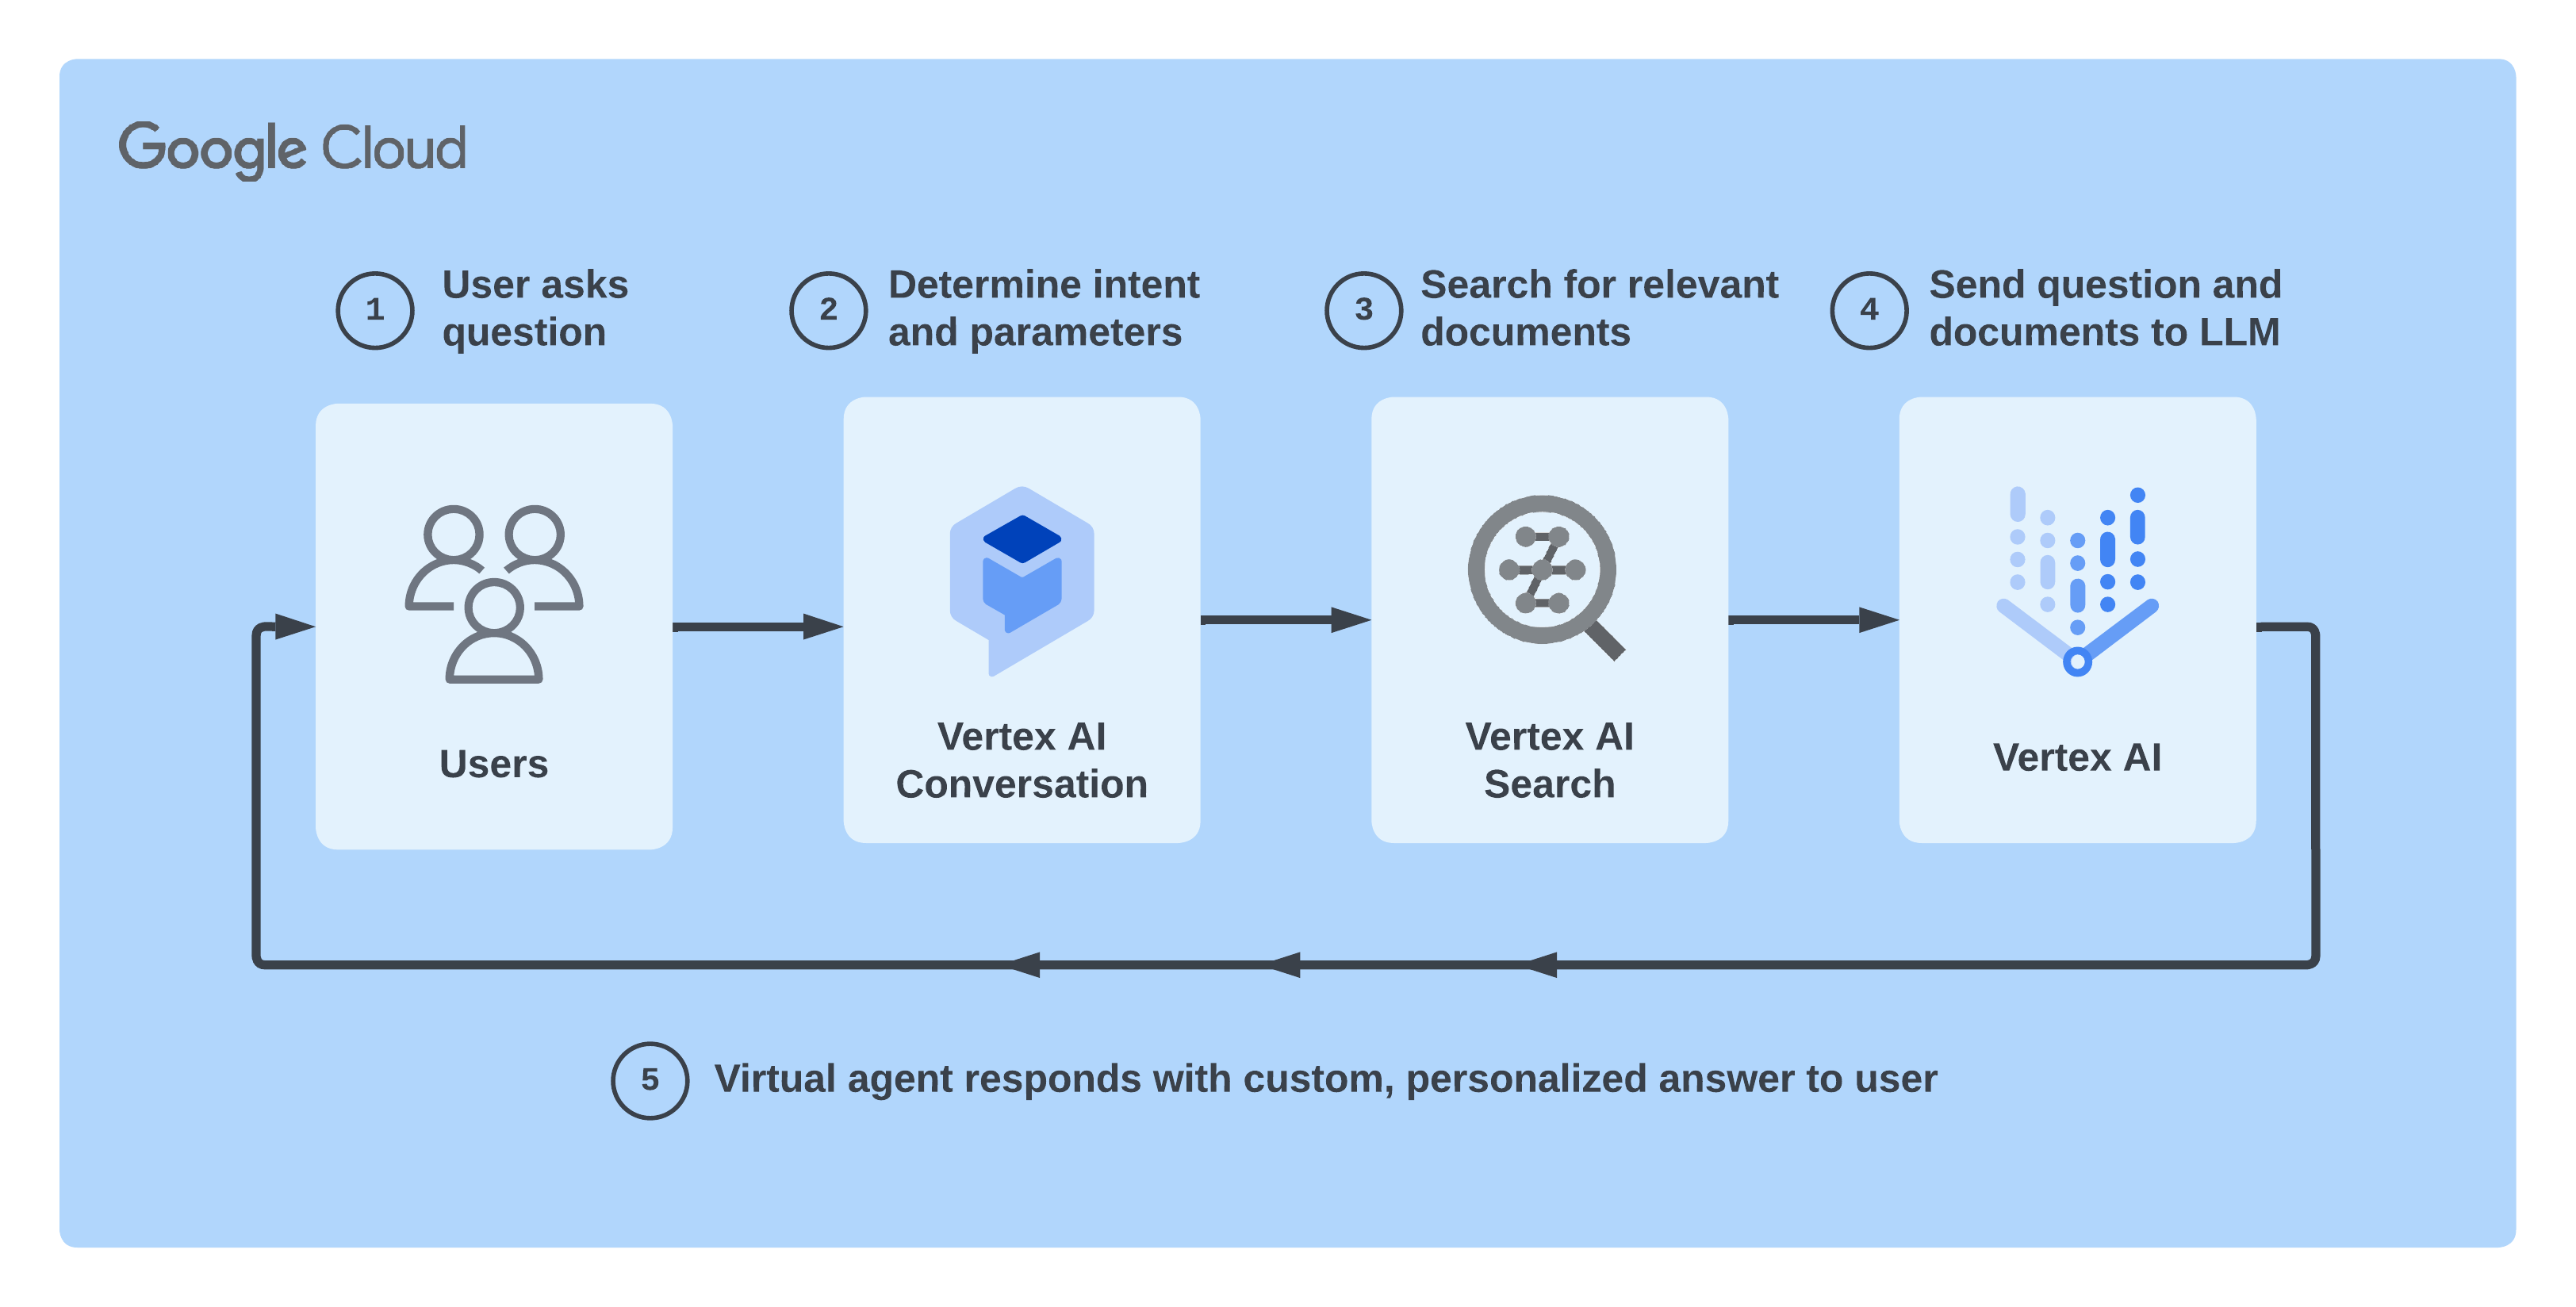 Google Cloud
1
User asks
question
2
Determine intent
and parameters
3
Search for relevant
documents
4
Send question and
documents to LLM
Users
Vertex AI
Conversation
Vertex AI
Search
Vertex AI
5
Virtual agent responds with custom, personalized answer to user